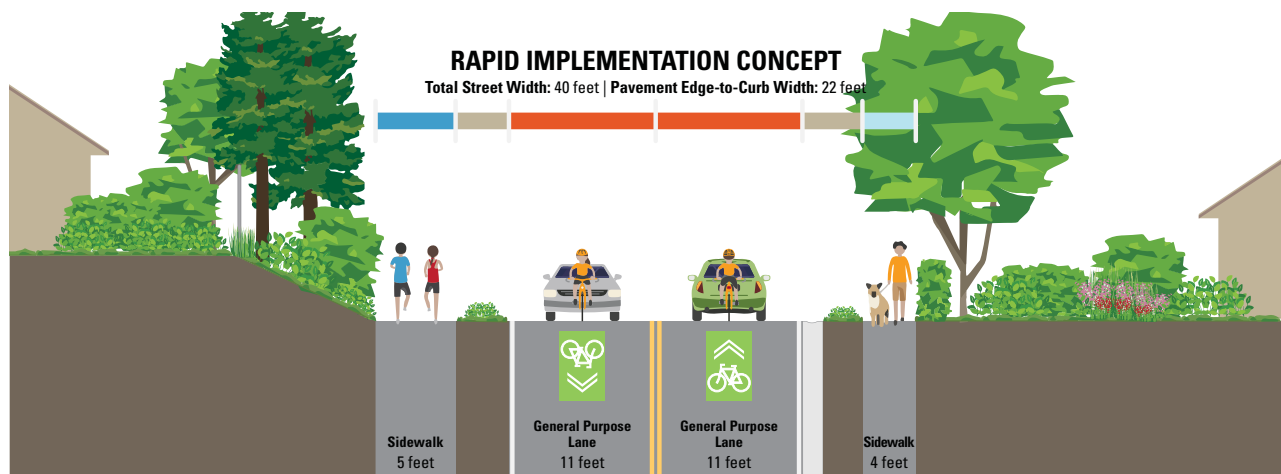 RAPID IMPLEMENTATION CONCEPT
Total Street Width: 40 feet | Pavement Edge-to-Curb Width: 22 feet
Sidewalk
5 feet
General Purpose
Lane
11 feet
General Purpose
Lane
11 feet
Sidewalk
4 feet